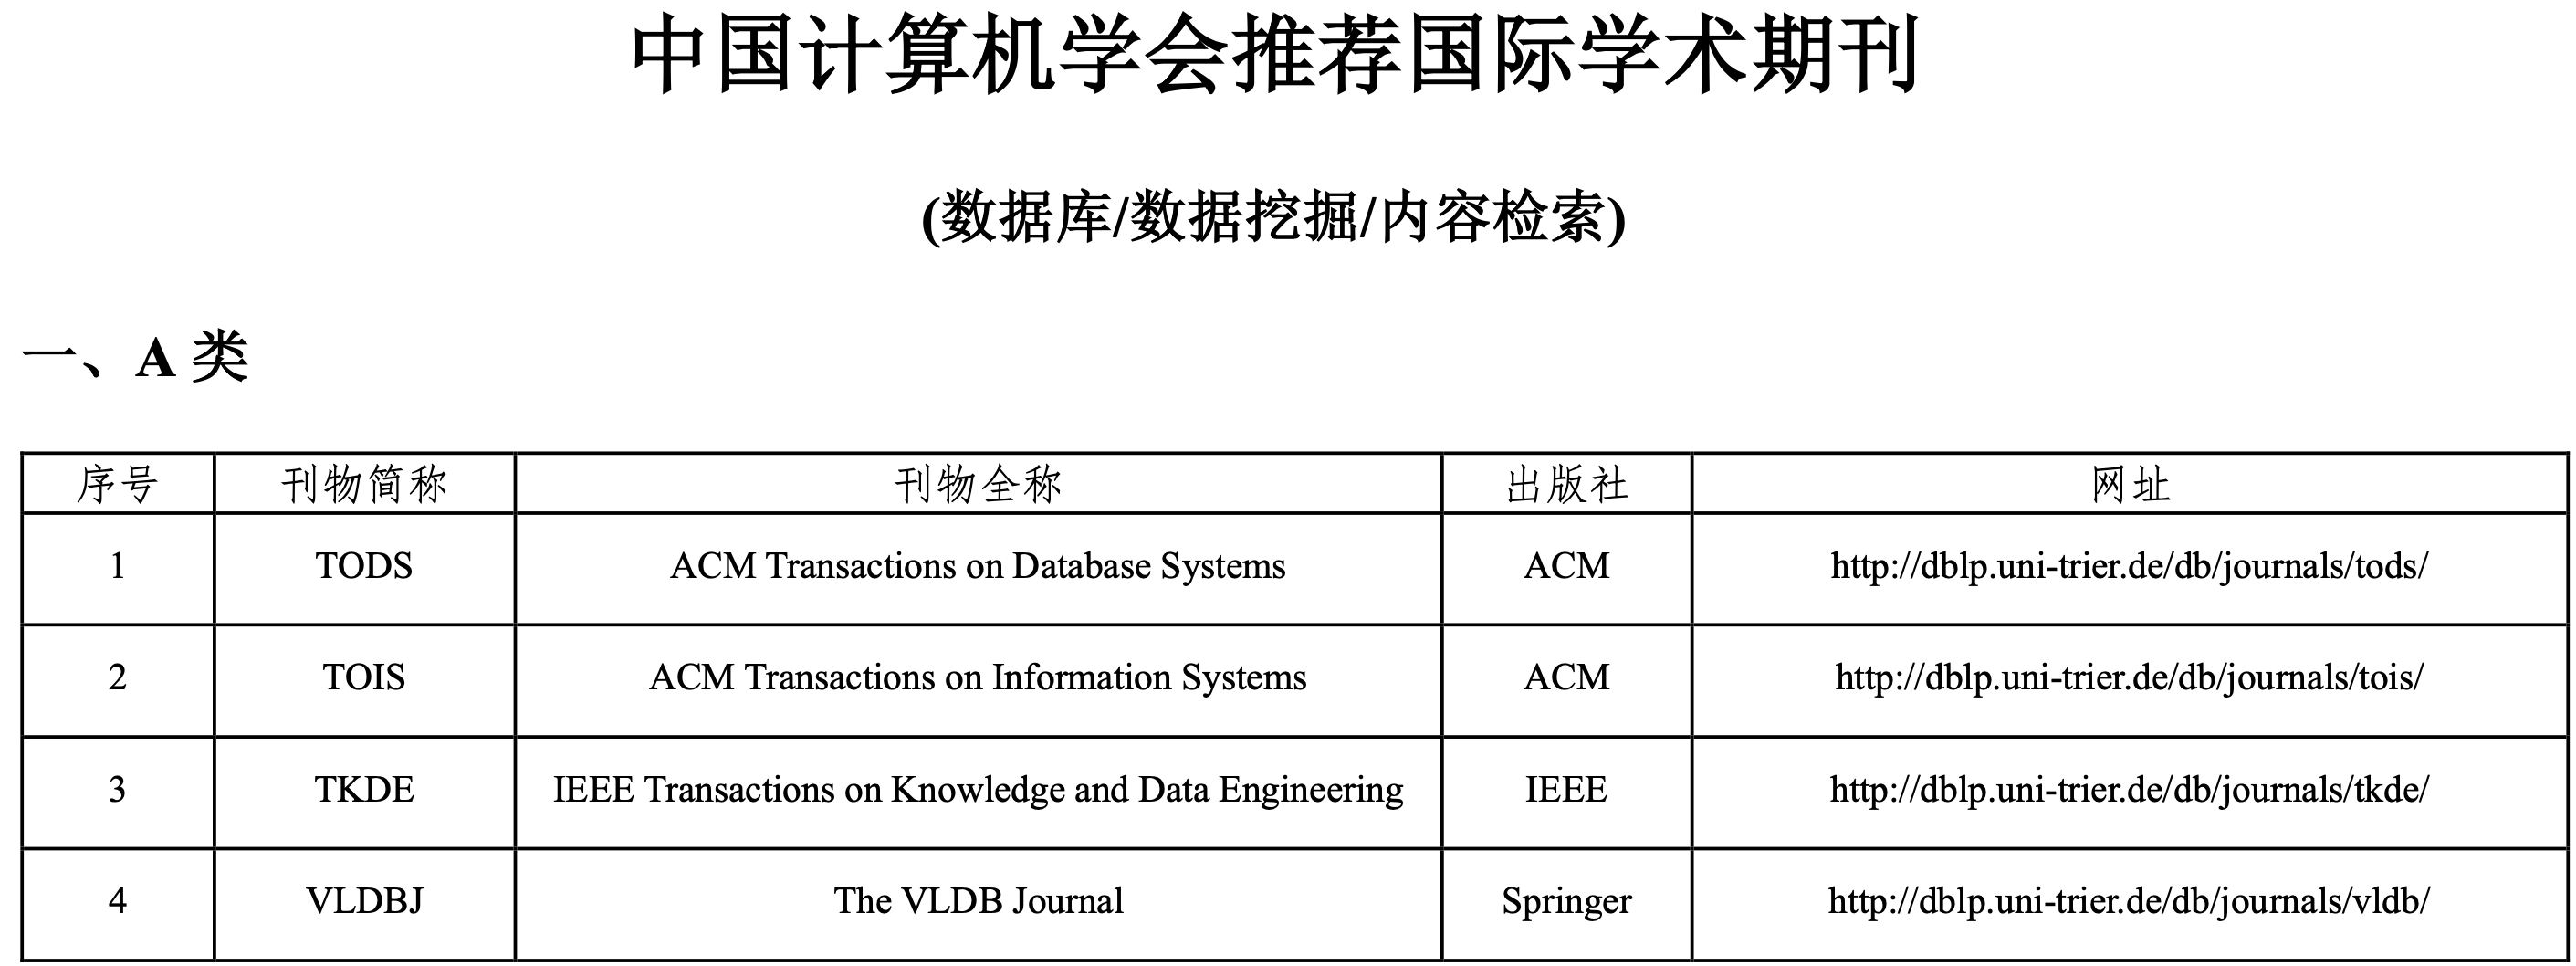 中国计算机学会推荐国际学术期刊
(数据库/数据挖掘/内容检索)
一、A 类
序号 刊物简称 刊物全称 出版社 网址
1 TODS ACM Transactions on Database Systems ACM http://dblp.uni-trier.de/db/journals/tods/
2 TOIS ACM Transactions on Information Systems ACM http://dblp.uni-trier.de/db/journals/tois/
3 TKDE IEEE Transactions on Knowledge and Data Engineering IEEE http://dblp.uni-trier.de/db/journals/tkde/
4 VLDBJ The VLDB Journal Springer http://dblp.uni-trier.de/db/journals/vldb/